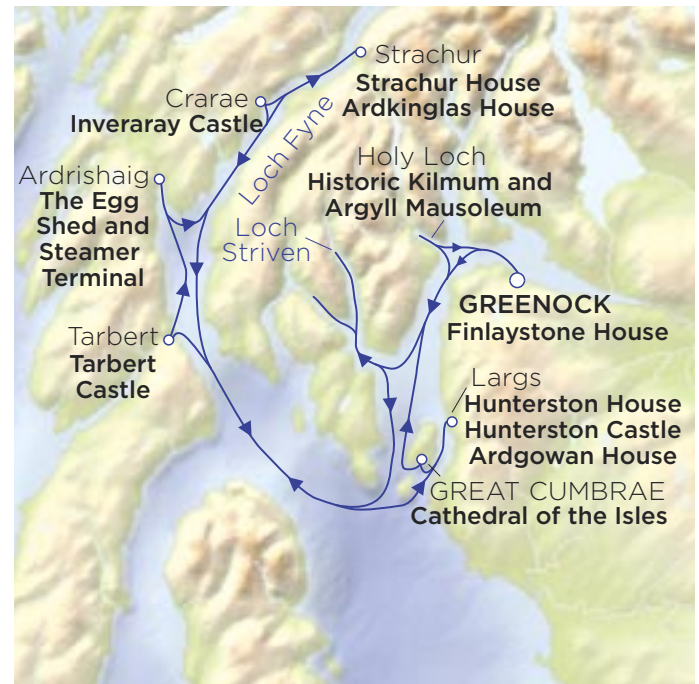 Strachur
Strachur House
Ardkinglas House
Crarae
Inveraray Castle
Loch Fyne
Ardrishaig
The Egg
Shed and
Steamer
Terminal
Holy Loch
Historic Kilmum and
Argyll Mausoleum
Loch
Striven
GREENOCK
Finlaystone House
Tarbert
Tarbert
Castle
Largs
Hunterston House
Hunterston Castle
Ardgowan House
GREAT CUMBRAE
Cathedral of the Isles